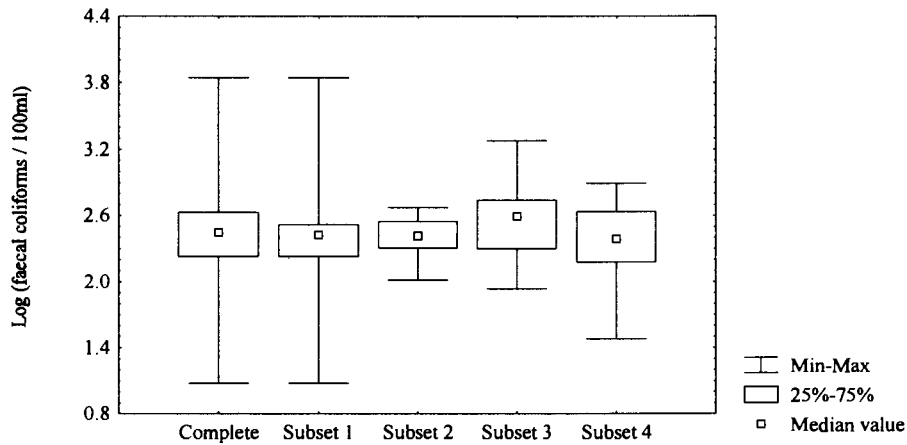 Log (faecal coliforms / 100ml)
4.4
3.8
3.2
2.6
2.0
1.4
0.8
Complete Subset 1 Subset 2 Subset 3 Subset 4
Min-Max
25%-75%
Median value